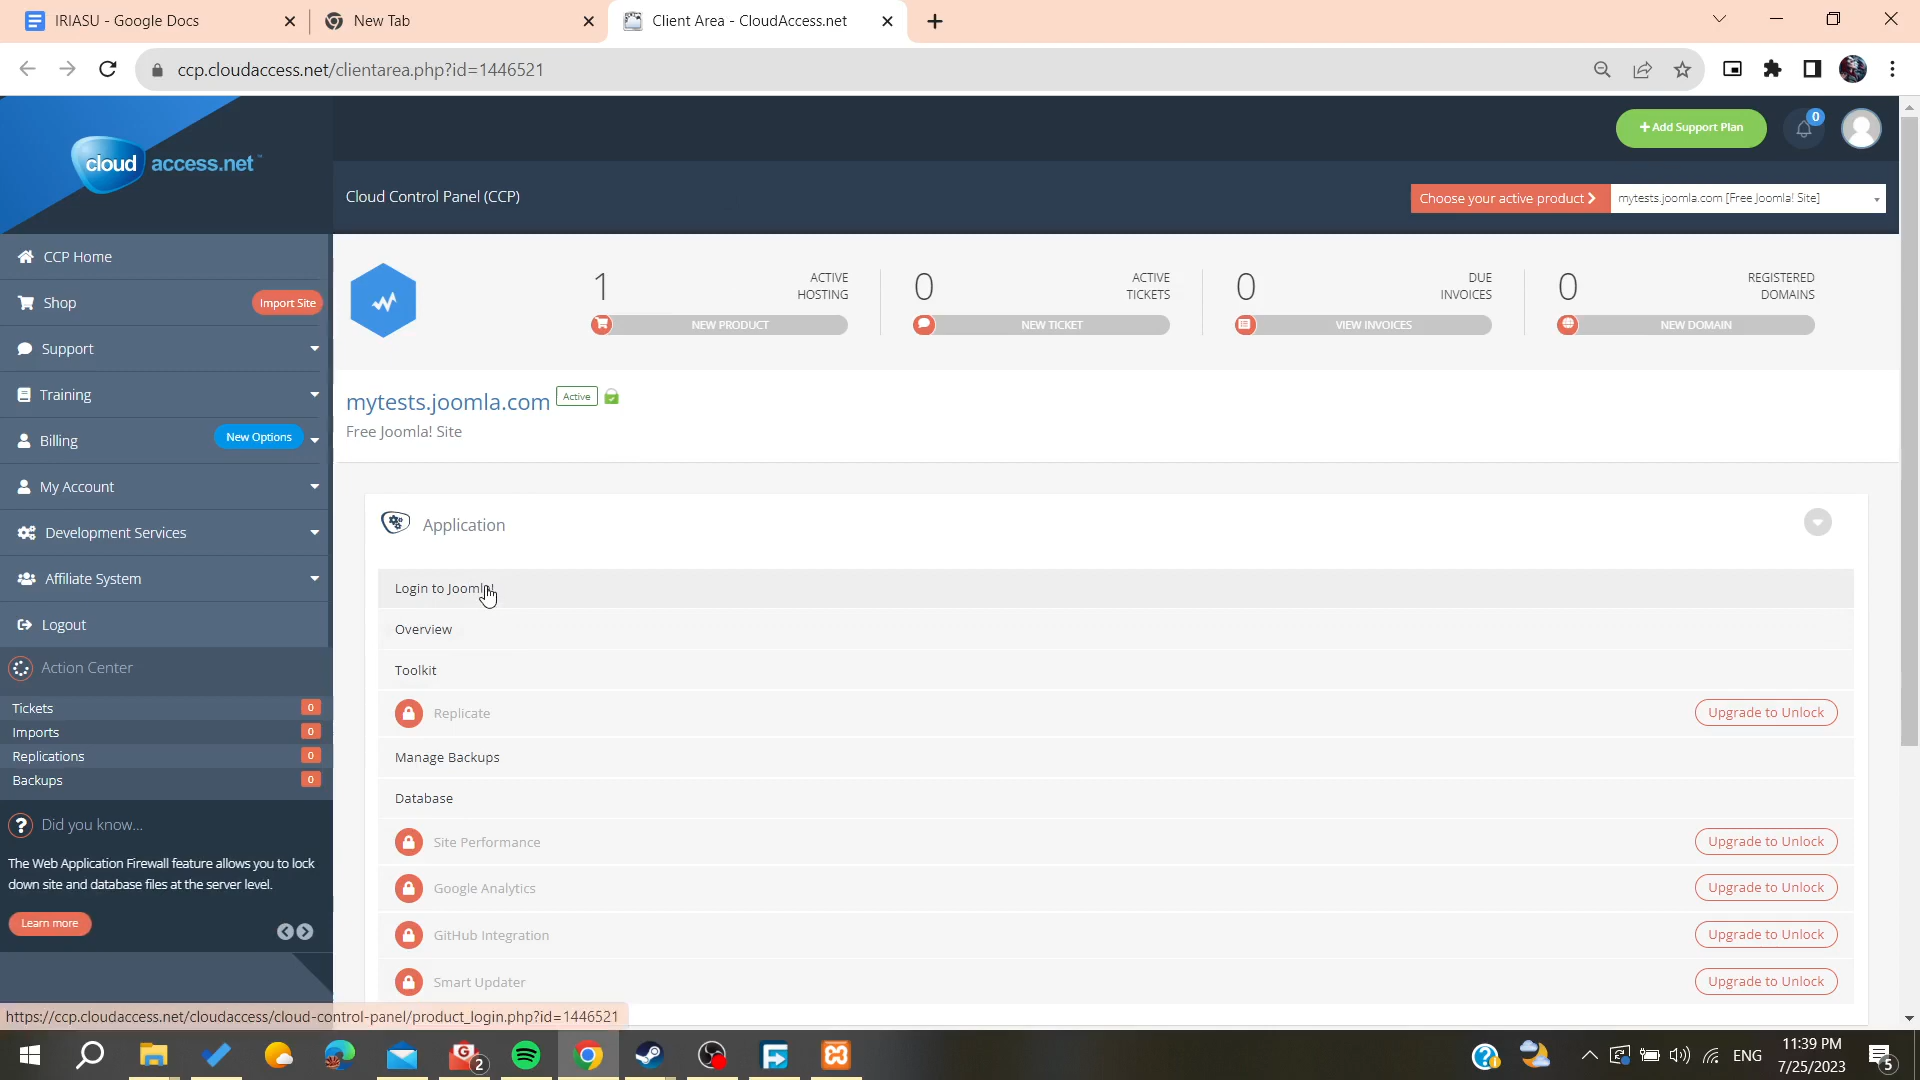 IRIASU - Google Docs
New Tab
Client Area - CloudAccess.net
ccp.cloudaccess.net/clientarea.php?id=1446521
cloud access.net™
+ Add Support Plan
0
Cloud Control Panel (CCP)
Choose your active product
mytests.joomla.com [Free Joomla! Site]
CCP Home
Shop
Import Site
Support
Training
Billing
New Options
My Account
Development Services
Affiliate System
Logout
Action Center
Tickets 0
Imports 0
Replications 0
Backups 0
Did you know...
The Web Application Firewall feature allows you to lock
down site and database files at the server level.
Learn more
1
ACTIVE
HOSTING
NEW PRODUCT
0
ACTIVE
TICKETS
NEW TICKET
0
DUE
INVOICES
VIEW INVOICES
0
REGISTERED
DOMAINS
NEW DOMAIN
mytests.joomla.com
Active
Free Joomla! Site
Application
Login to Joomla!
Overview
Toolkit
Replicate
Upgrade to Unlock
Manage Backups
Database
Site Performance
Upgrade to Unlock
Google Analytics
Upgrade to Unlock
GitHub Integration
Upgrade to Unlock
Smart Updater
Upgrade to Unlock
https://ccp.cloudaccess.net/cloudaccess/cloud-control-panel/product_login.php?id=1446521
2
ENG
11:39 PM
7/25/2023
5